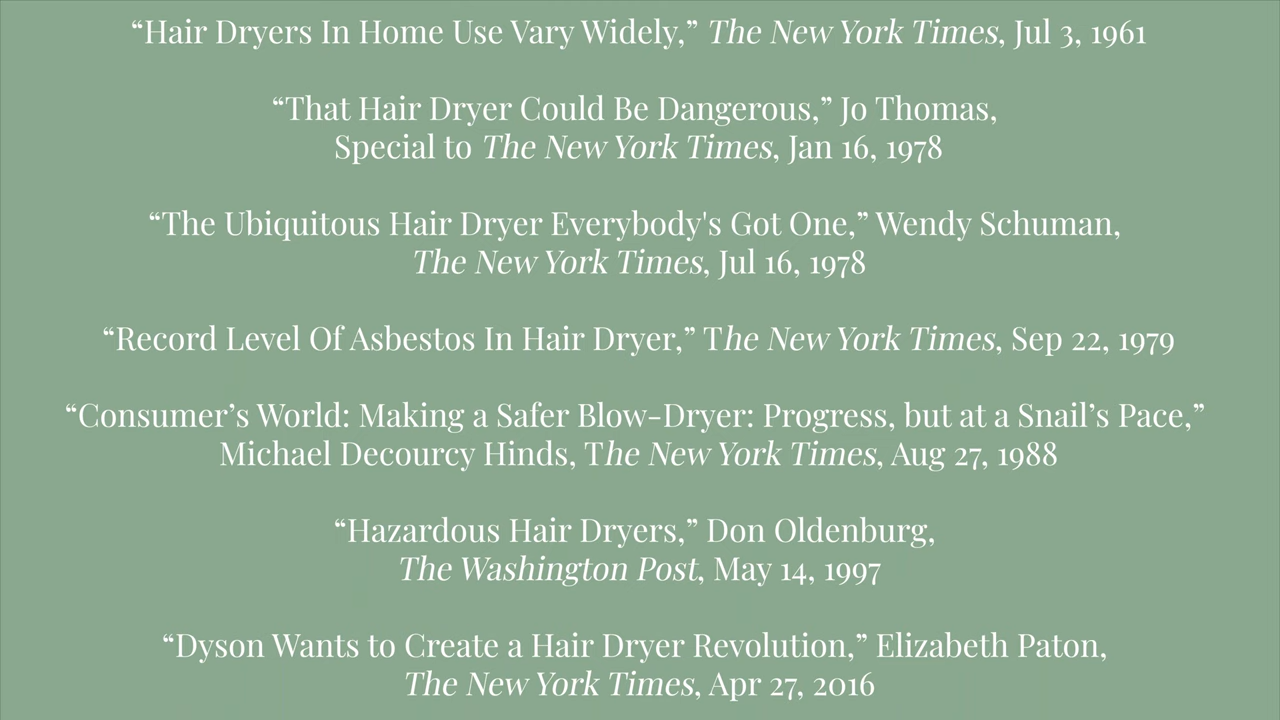 “Hair Dryers In Home Use Vary Widely,” The New York Times, Jul 3, 1961
“That Hair Dryer Could Be Dangerous,” Jo Thomas,
Special to The New York Times, Jan 16, 1978
“The Ubiquitous Hair Dryer Everybody's Got One,” Wendy Schuman,
The New York Times, Jul 16, 1978
“Record Level Of Asbestos In Hair Dryer,” The New York Times, Sep 22, 1979
“Consumer’s World: Making a Safer Blow-Dryer: Progress, but at a Snail’s Pace,”
Michael Decourcy Hinds, The New York Times, Aug 27, 1988
“Hazardous Hair Dryers,” Don Oldenburg,
The Washington Post, May 14, 1997
“Dyson Wants to Create a Hair Dryer Revolution,” Elizabeth Paton,
The New York Times, Apr 27, 2016